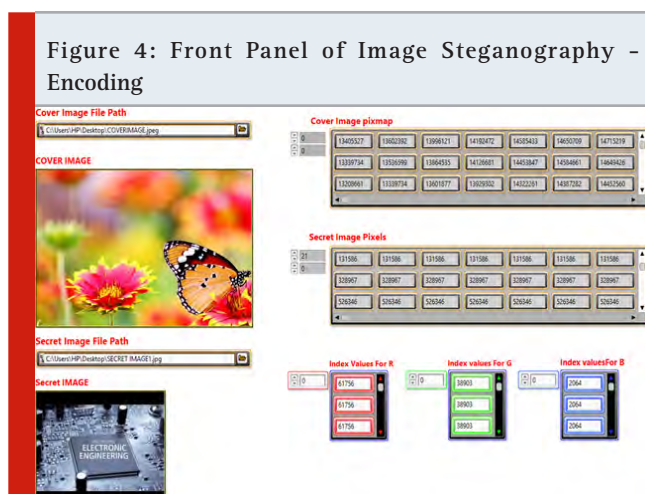 Figure 4: Front Panel of Image Steganography -
Encoding
Cover Image File Path
C:\Users\HP\Desktop\COVERIMAGE.jpeg
COVER IMAGE
Secret Image File Path
C:\Users\HP\Desktop\SECRET IMAGE1.jpg
Secret IMAGE
ELECTRONIC
ENGINEERING
Cover Image pixmap
0
0
13405527 13602392 13996121 14192472 14585433 14650709 14715219
13339734 13506399 13864535 14126681 14453847 14584661 14649426
13208661 13339734 13601877 13929302 14322281 14387282 14452560
Secret Image Pixels
21
0
131586 131586 131586 131586 131586 131586 131586
328967 328967 328967 328967 328967 328967 328967
526346 526346 526346 526346 526346 526346 526346
Index Values For R
0
61756
61756
61756
Index values For G
0
38903
38903
38903
Index valuesFor B
0
2064
2064
2064